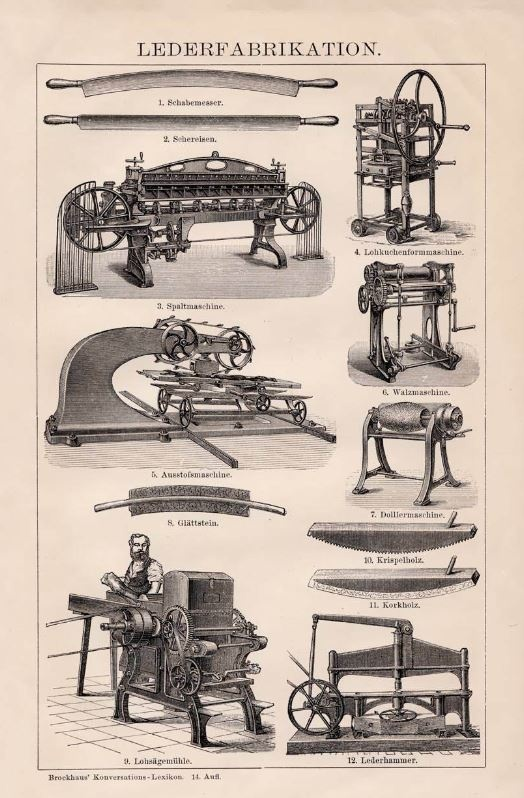 LEDERFABRIKATION.
1. Schabemesser.
2. Schereisen.
3. Spaltmaschine.
4. Lohkuchenformmaschine.
5. Ausstofsmaschine.
6. Walzmaschine.
7. Dolliermaschine.
8. Glättstein.
10. Krispelholz.
11. Korkholz.
9. Lohsägemühle.
12. Lederhammer.
Brockhaus' Konversations-Lexikon. 14. Aufl.